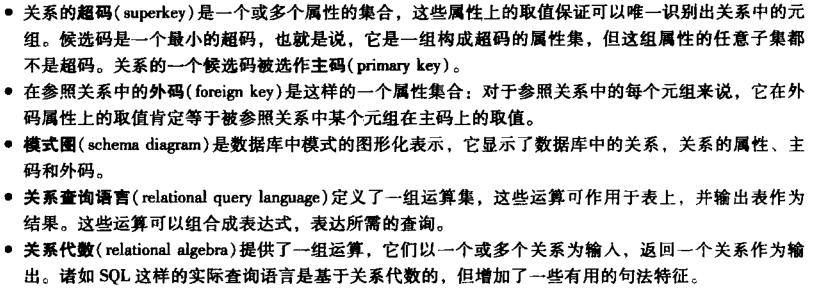 ● 关系的超码(superkey)是一个或多个属性的集合，这些属性上的取值保证可以唯一识别出关系中的元
组。候选码是一个最小的超码，也就是说，它是一组构成超码的属性集，但这组属性的任意子集都
不是超码。关系的一个候选码被选作主码(primary key)。
● 在参照关系中的外码(foreign key)是这样的一个属性集合：对于参照关系中的每个元组来说，它在外
码属性上的取值肯定等于被参照关系中某个元组在主码上的取值。
● 模式图(schema diagram)是数据库中模式的图形化表示，它显示了数据库中的关系，关系的属性、主
码和外码。
● 关系查询语言(relational query language)定义了一组运算集，这些运算可作用于表上，并输出表作为
结果。这些运算可以组合成表达式，表达所需的查询。
● 关系代数(relational algebra)提供了一组运算，它们以一个或多个关系为输入，返回一个关系作为输
出。诸如 SQL 这样的实际查询语言是基于关系代数的，但增加了一些有用的句法特征。